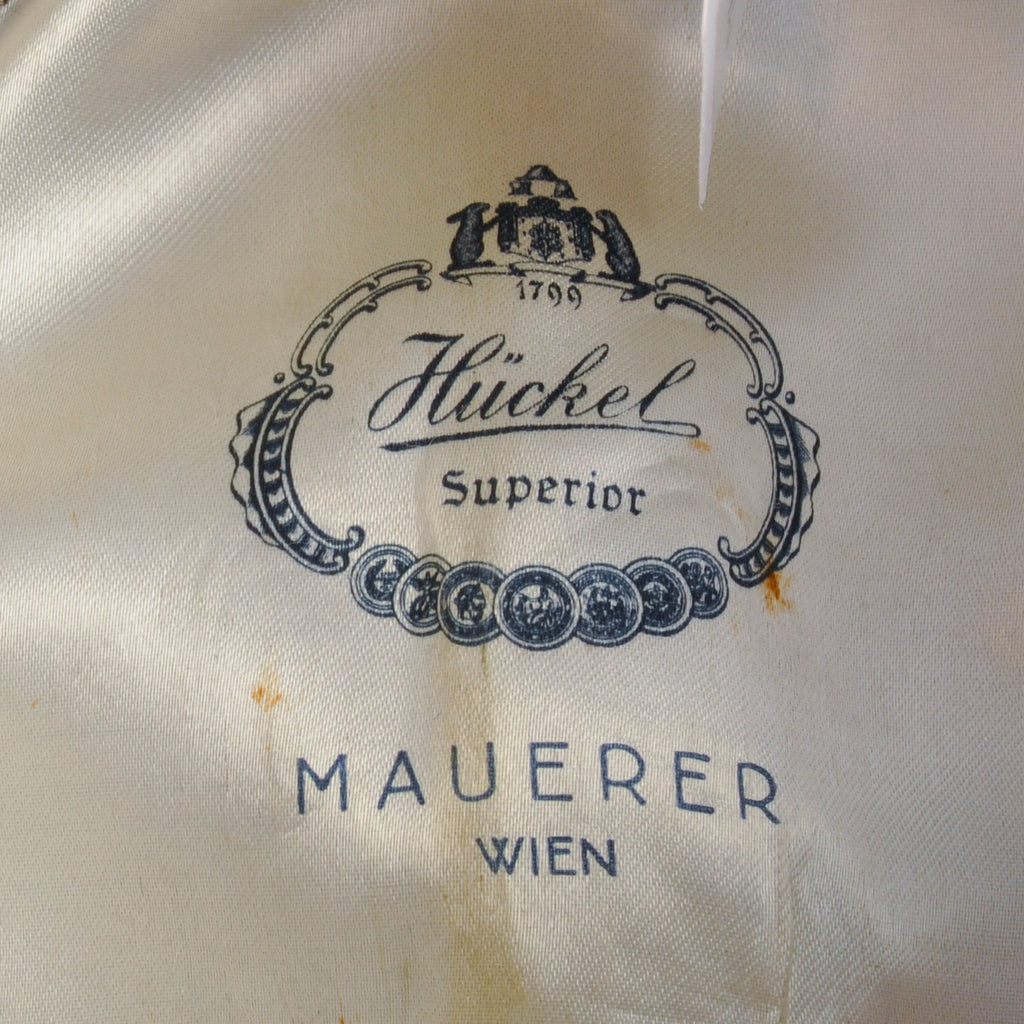 1799
Hückel
Superior
MAUERER
WIEN